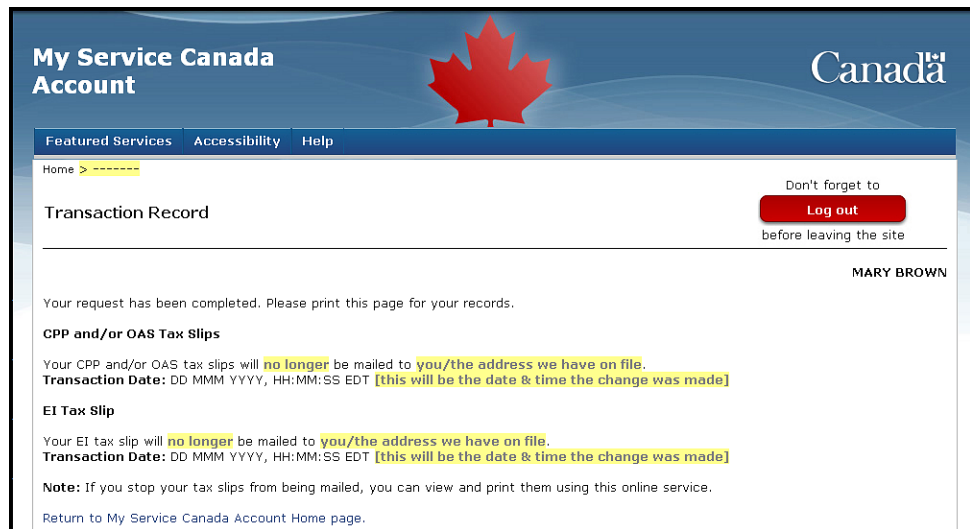 My Service Canada
Account
Canada
Featured Services Accessibility Help
Home > -------
Don't forget to
Transaction Record
Log out
before leaving the site
MARY BROWN
Your request has been completed. Please print this page for your records.
CPP and/or OAS Tax Slips
Your CPP and/or OAS tax slips will no longer be mailed to you/the address we have on file.
Transaction Date: DD MMM YYYY, HH:MM:SS EDT [this will be the date & time the change was made]
EI Tax Slip
Your EI tax slip will no longer be mailed to you/the address we have on file.
Transaction Date: DD MMM YYYY, HH:MM:SS EDT [this will be the date & time the change was made]
Note: If you stop your tax slips from being mailed, you can view and print them using this online service.
Return to My Service Canada Account Home page.